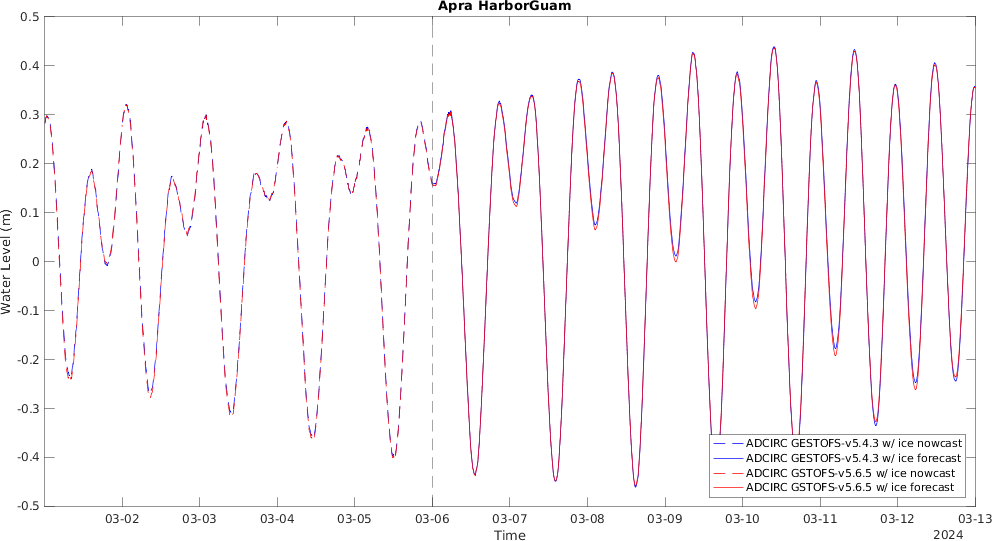 Apra HarborGuam
Water Level (m)
0.5
0.4
0.3
0.2
0.1
0
-0.1
-0.2
-0.3
-0.4
-0.5
ADCIRC GESTOFS-v5.4.3 w/ ice nowcast
ADCIRC GESTOFS-v5.4.3 w/ ice forecast
ADCIRC GSTOFS-v5.6.5 w/ ice nowcast
ADCIRC GSTOFS-v5.6.5 w/ ice forecast
03-02 03-03 03-04 03-05 03-06 03-07 03-08 03-09 03-10 03-11 03-12 03-13
Time
2024